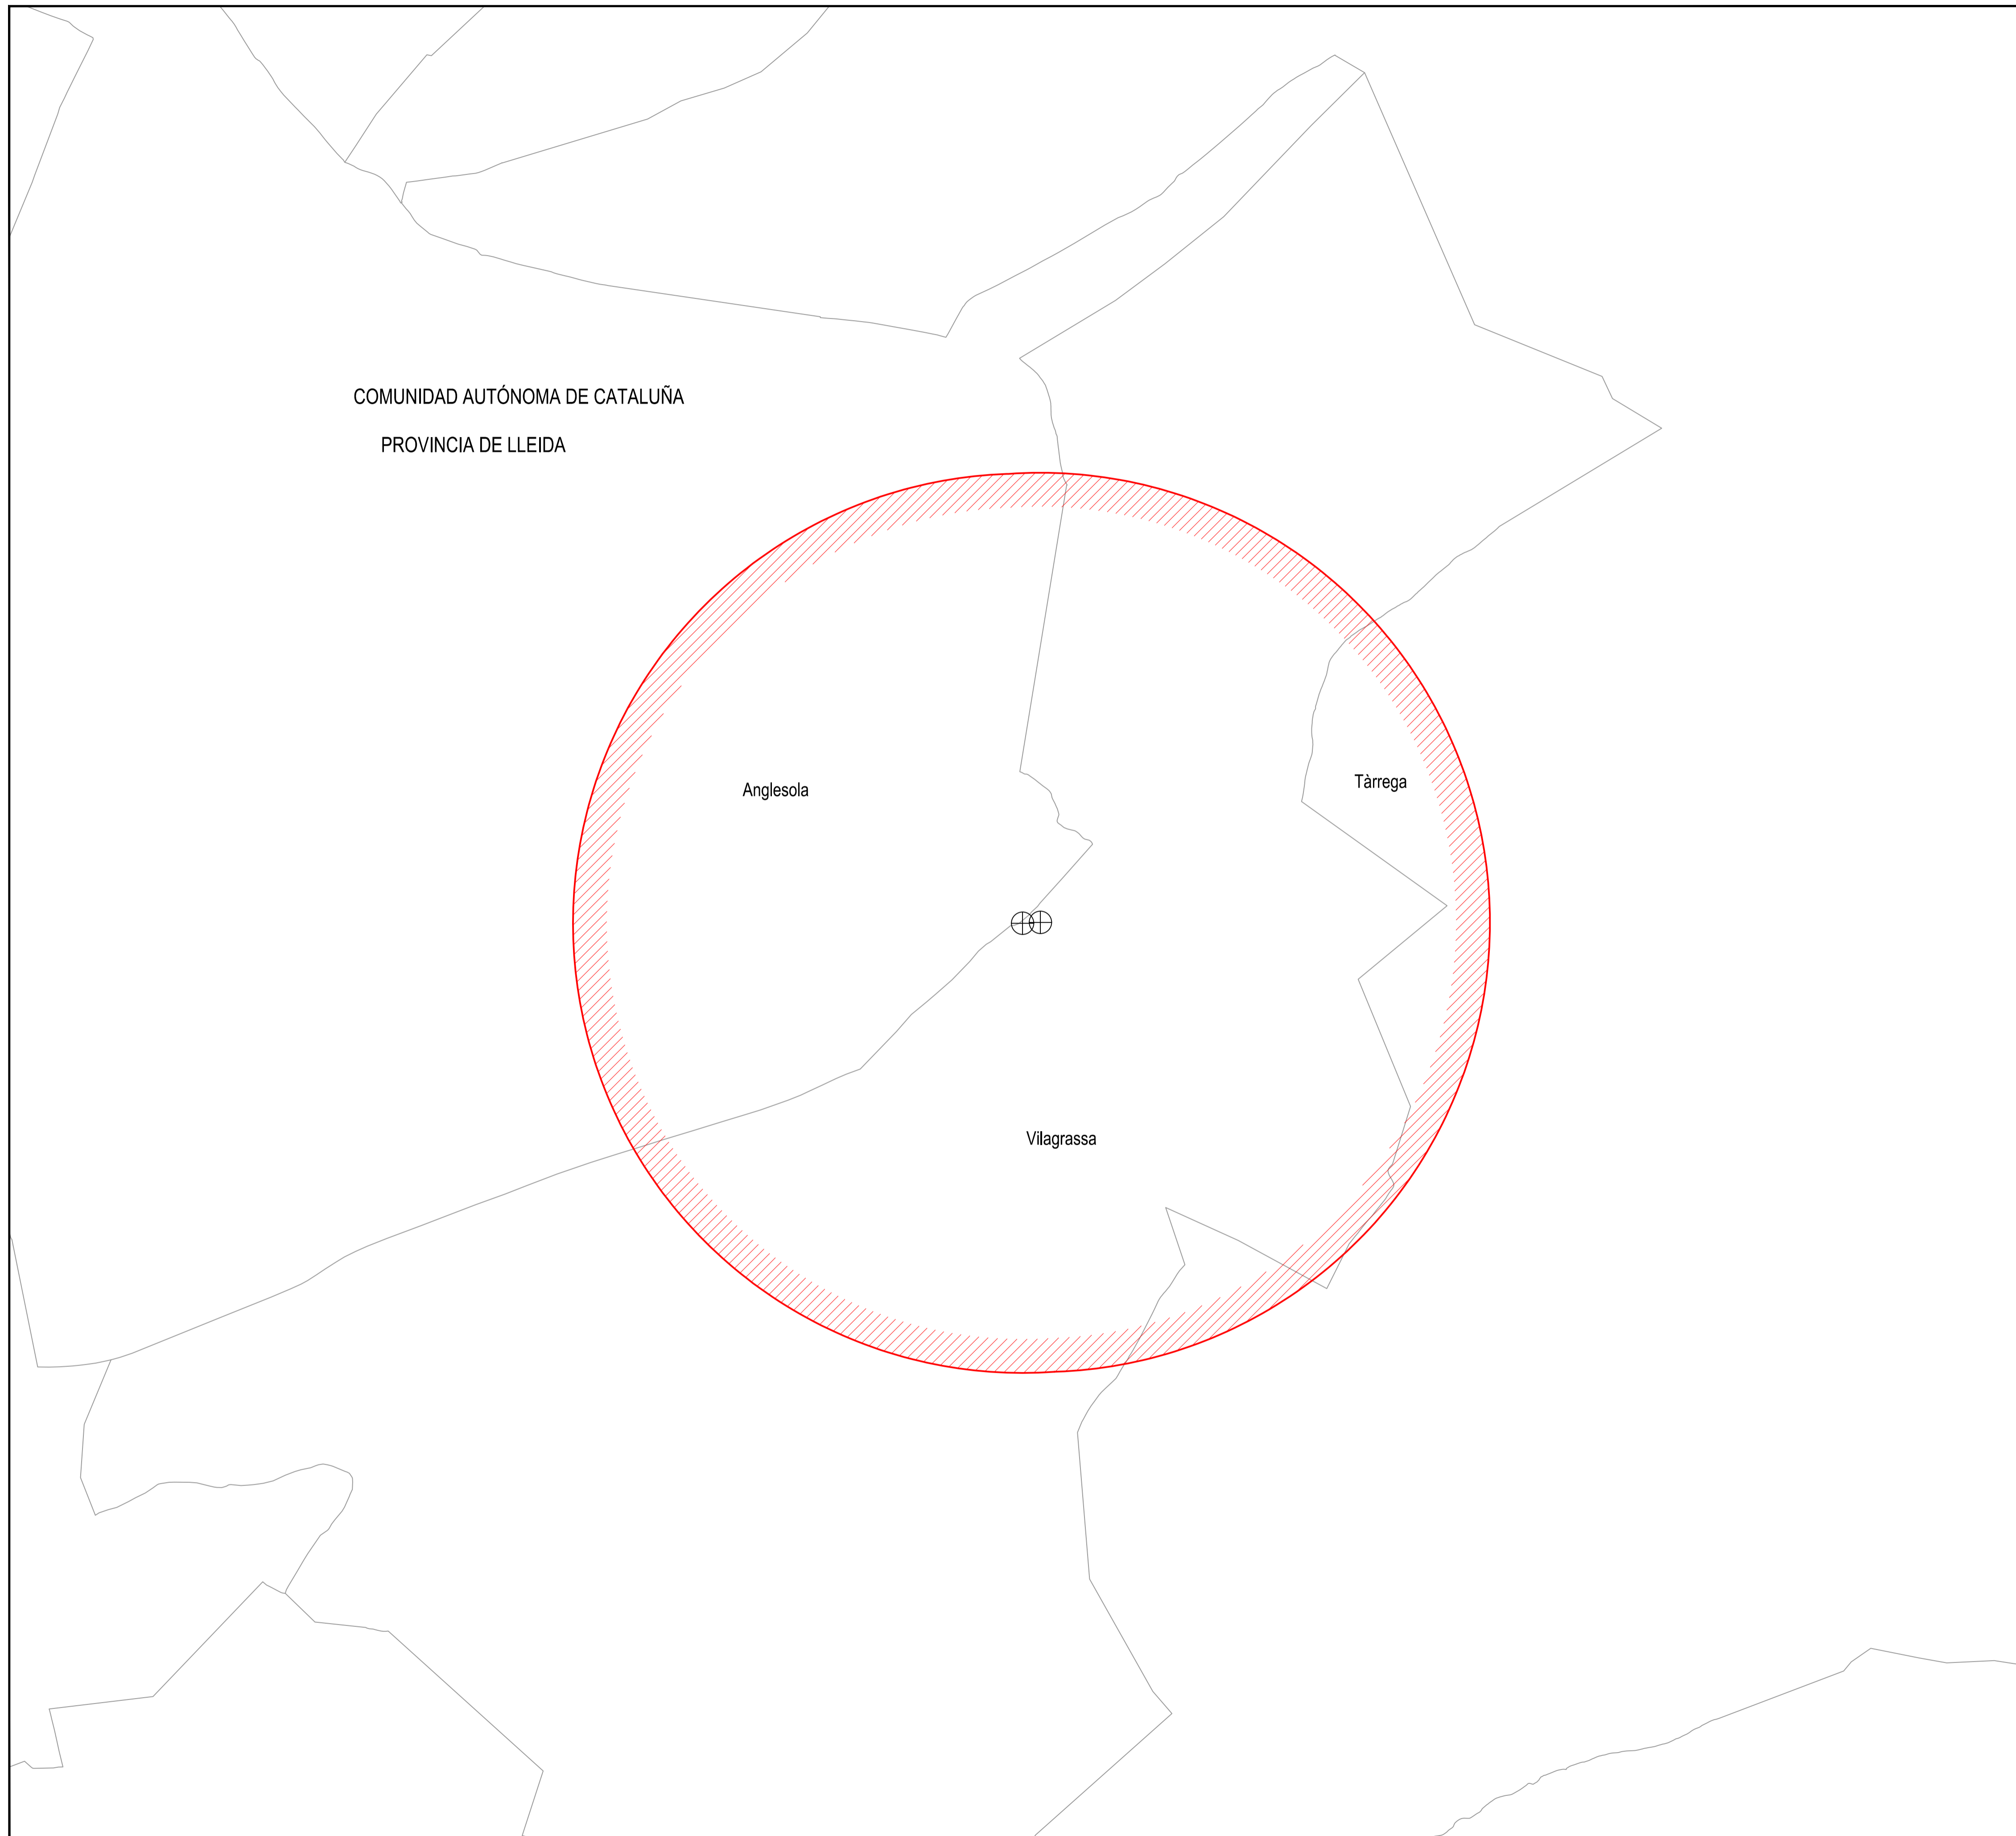 COMUNIDAD AUTÓNOMA DE CATALUÑA
PROVINCIA DE LLEIDA
Tàrrega
Anglesola
Vilagrassa